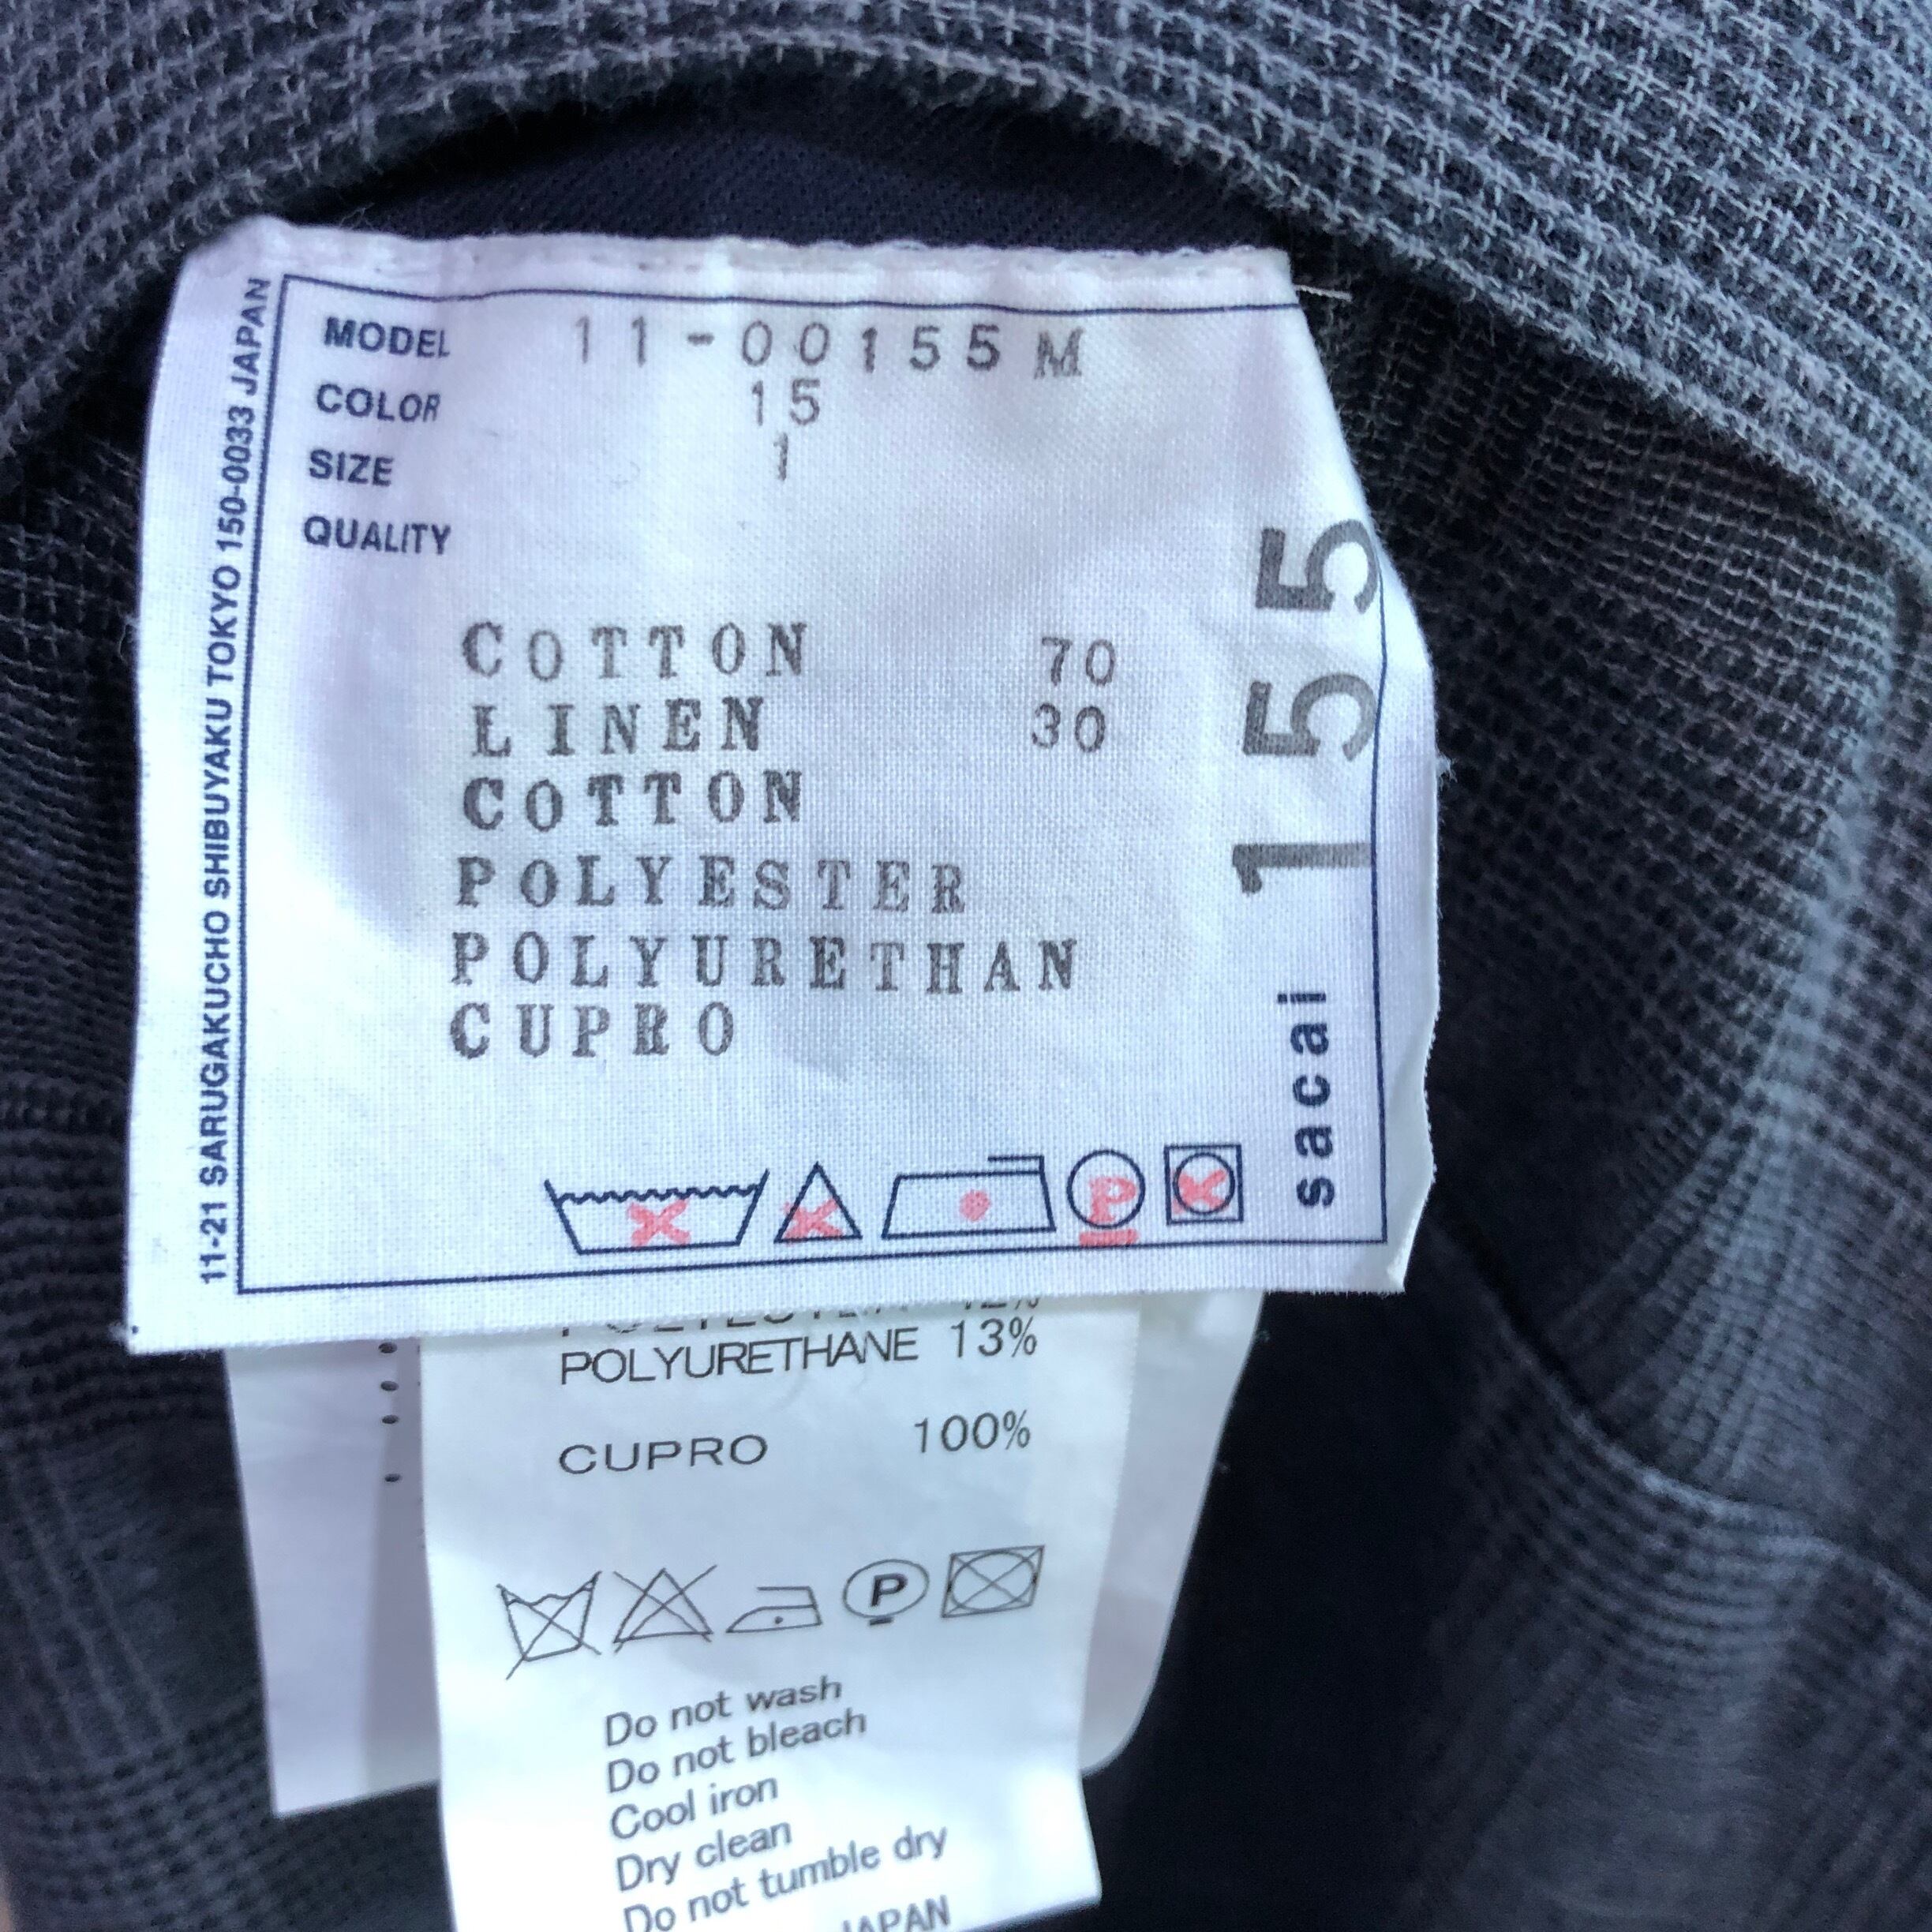 MODEL 11-00155M
COLOR 15
SIZE 1
QUALITY
COTTON 70
LINEN 30
COTTON
POLYESTER
POLYURETHAN
CUPRO
P
155
sacai
11-21 SARUGAKUCHO SHIBUYAKU TOKYO 150-0033 JAPAN
POLYURETHANE 13%
CUPRO 100%
P
Do not wash
Do not bleach
Cool iron
Dry clean
Do not tumble dry
JAPAN